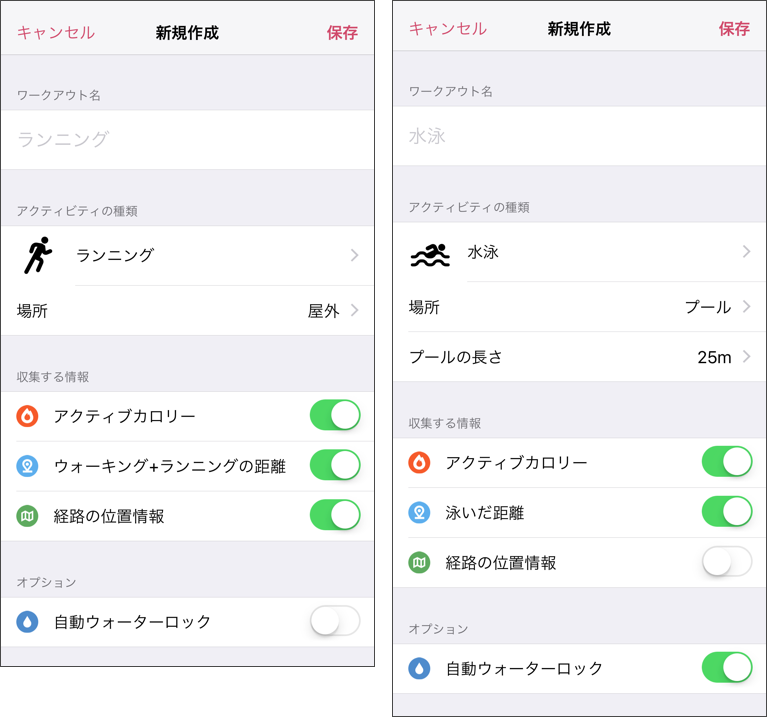 キャンセル 新規作成 保存
ワークアウト名
ランニング
アクティビティの種類
ランニング
場所 屋外
収集する情報
アクティブカロリー
ウォーキング+ランニングの距離
経路の位置情報
オプション
自動ウォーターロック
キャンセル 新規作成 保存
ワークアウト名
水泳
アクティビティの種類
水泳
場所 プール
プールの長さ 25m
収集する情報
アクティブカロリー
泳いだ距離
経路の位置情報
オプション
自動ウォーターロック